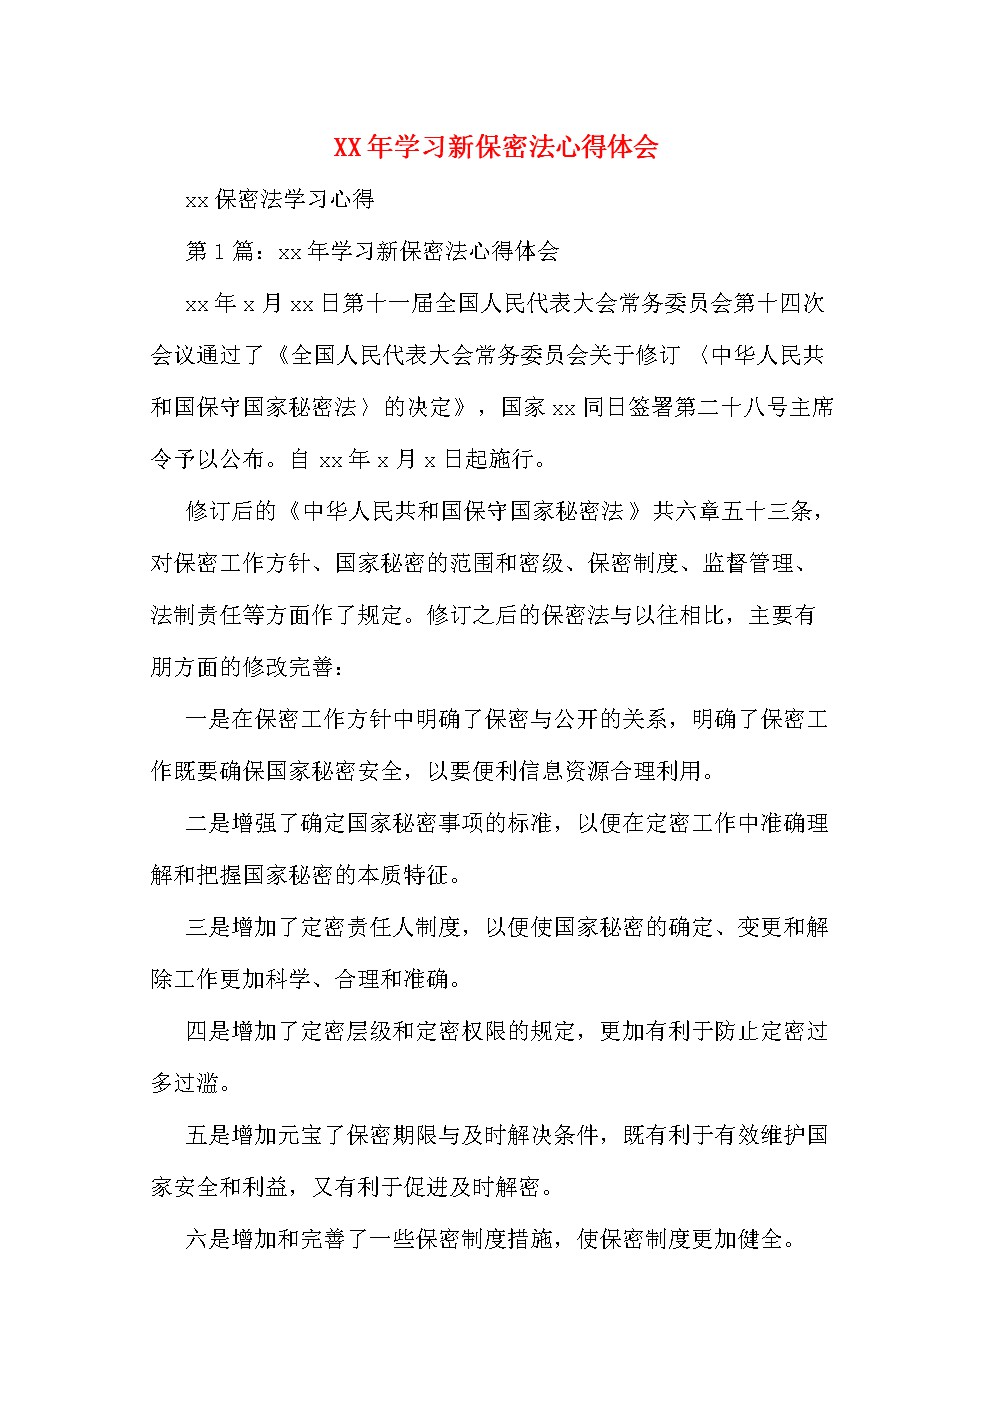 XX年学习新保密法心得体会
xx保密法学习心得
第1篇：xx年学习新保密法心得体会
xx年x月xx日第十一届全国人民代表大会常务委员会第十四次
会议通过了《全国人民代表大会常务委员会关于修订〈中华人民共
和国保守国家秘密法〉的决定》，国家xx同日签署第二十八号主席
令予以公布。自xx年x月x日起施行。
修订后的《中华人民共和国保守国家秘密法》共六章五十三条，
对保密工作方针、国家秘密的范围和密级、保密制度、监督管理、
法制责任等方面作了规定。修订之后的保密法与以往相比，主要有
朋方面的修改完善：
一是在保密工作方针中明确了保密与公开的关系，明确了保密工
作既要确保国家秘密安全，以要便利信息资源合理利用。
二是增强了确定国家秘密事项的标准，以便在定密工作中准确理
解和把握国家秘密的本质特征。
三是增加了定密责任人制度，以便使国家秘密的确定、变更和解
除工作更加科学、合理和准确。
四是增加了定密层级和定密权限的规定，更加有利于防止定密过
多过滥。
五是增加元宝了保密期限与及时解决条件，既有利于有效维护国
家安全和利益，又有利于促进及时解密。
六是增加和完善了一些保密制度措施，使保密制度更加健全。